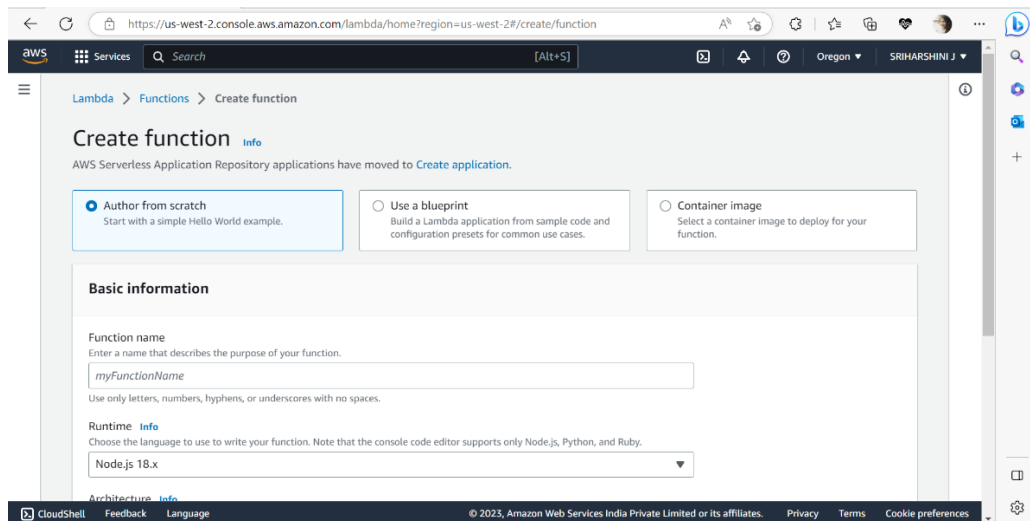 https://us-west-2.console.aws.amazon.com/lambda/home?region=us-west-2#/create/function
aws Services Search [Alt+S] Oregon SRIHARSHINI J
Lambda > Functions > Create function
Create function Info
AWS Serverless Application Repository applications have moved to Create application.
Author from scratch
Start with a simple Hello World example.
Use a blueprint
Build a Lambda application from sample code and
configuration presets for common use cases.
Container image
Select a container image to deploy for your
function.
Basic information
Function name
Enter a name that describes the purpose of your function.
myFunctionName
Use only letters, numbers, hyphens, or underscores with no spaces.
Runtime Info
Choose the language to use to write your function. Note that the console code editor supports only Node.js, Python, and Ruby.
Node.js 18.x
Architecture Info
CloudShell Feedback Language © 2023, Amazon Web Services India Private Limited or its affiliates. Privacy Terms Cookie preferences